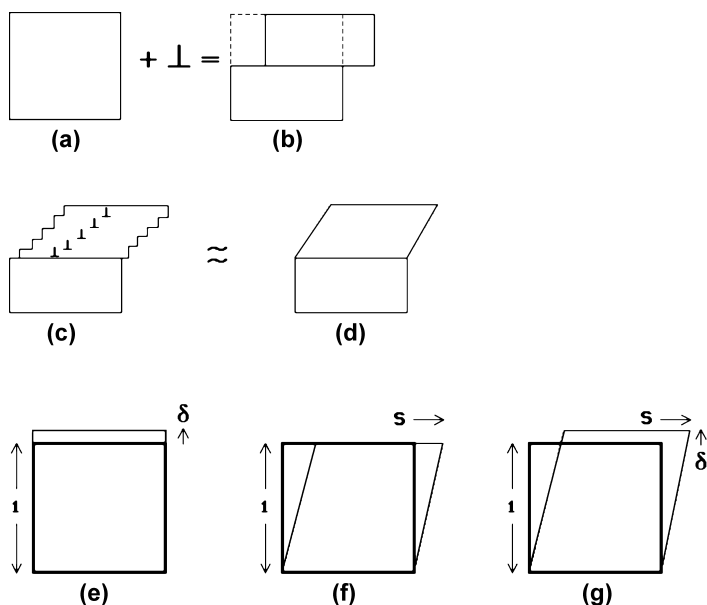 + ⊥ =
(a) (b)
≈
(c) (d)
δ s → s →
δ
1 1 1
(e) (f) (g)